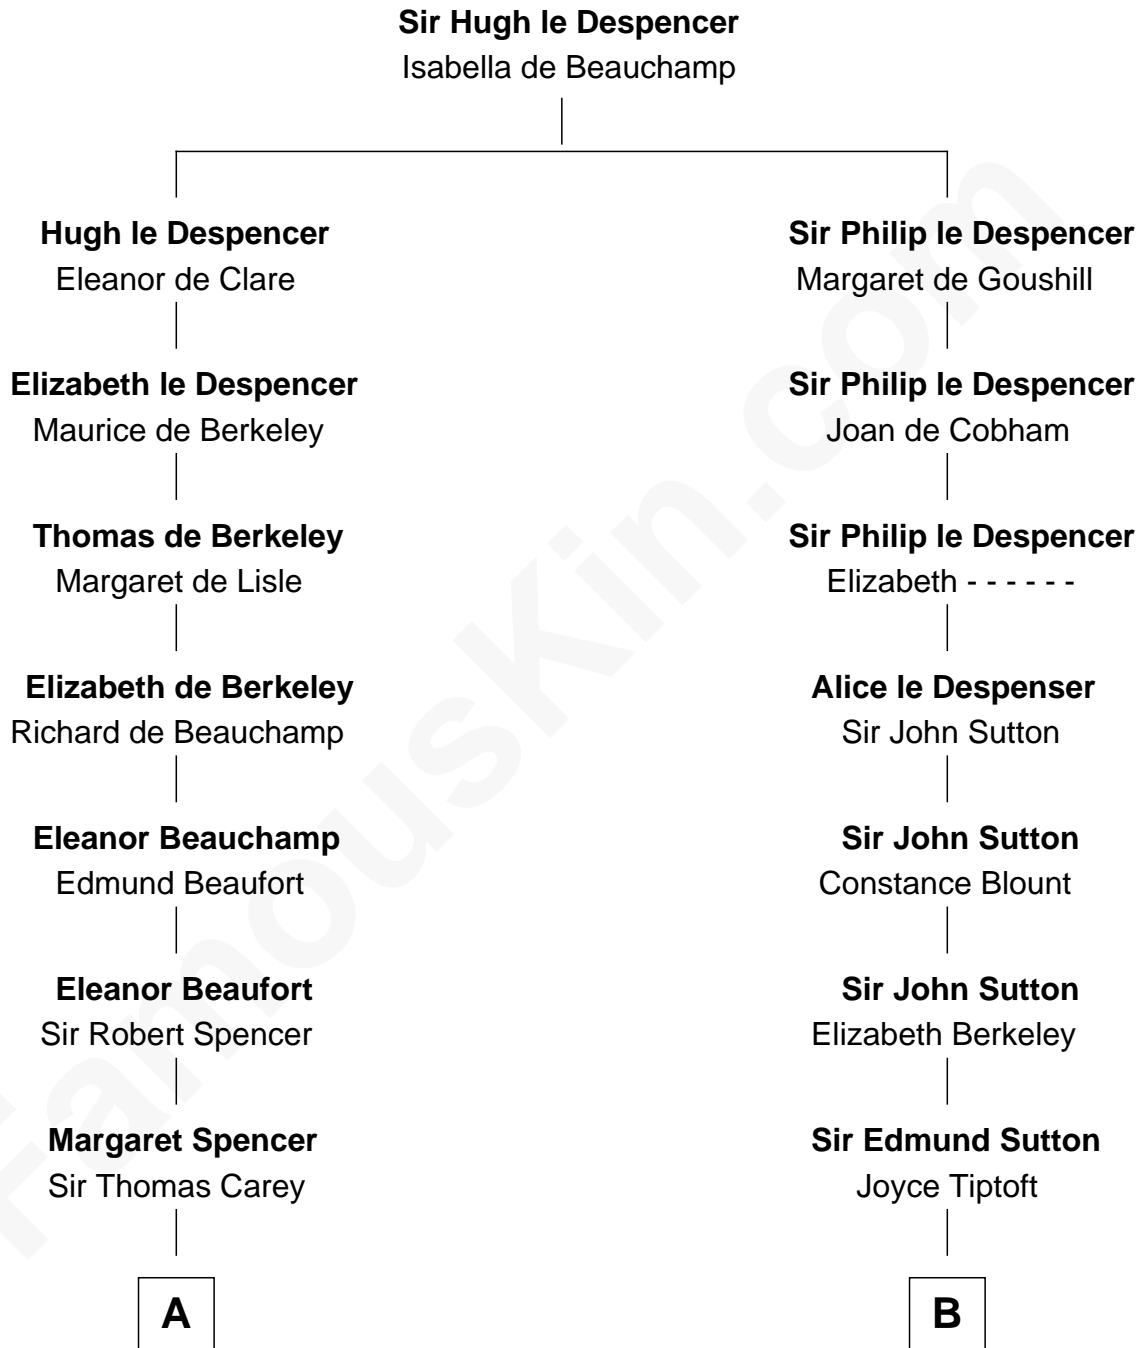 Sir Hugh le Despencer
Isabella de Beauchamp
Hugh le Despencer
Eleanor de Clare
Sir Philip le Despencer
Margaret de Goushill
Elizabeth le Despencer
Maurice de Berkeley
Sir Philip le Despencer
Joan de Cobham
Thomas de Berkeley
Margaret de Lisle
Sir Philip le Despencer
Elizabeth - - - - - -
Elizabeth de Berkeley
Richard de Beauchamp
Alice le Despenser
Sir John Sutton
Eleanor Beauchamp
Edmund Beaufort
Sir John Sutton
Constance Blount
Eleanor Beaufort
Sir Robert Spencer
Sir John Sutton
Elizabeth Berkeley
Margaret Spencer
Sir Thomas Carey
Sir Edmund Sutton
Joyce Tiptoft
A
B
FamousKin.com